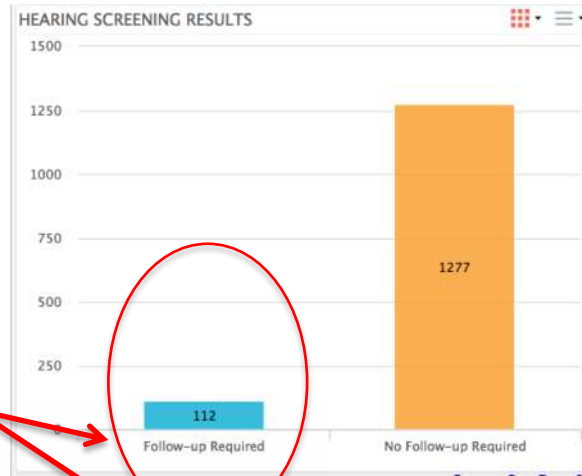 HEARING SCREENING RESULTS
1500
1250
1000
750
500
250
112
1277
Follow-up Required
No Follow-up Required